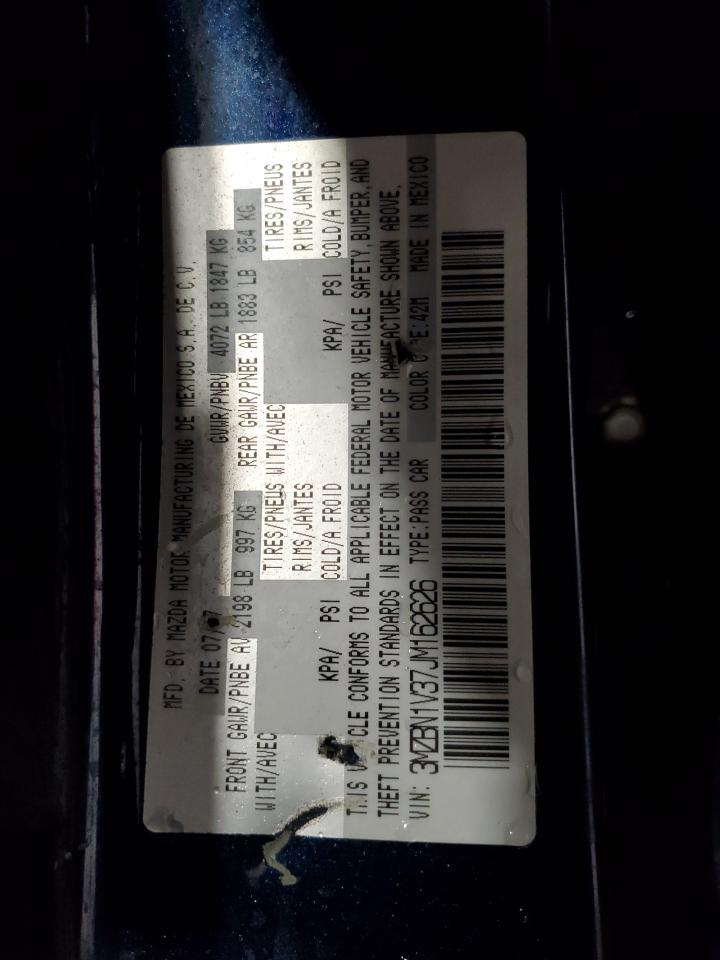 MFD. BY MAZDA MOTOR MANUFACTURING DE MEXICO S.A. DE C.V.
DATE GVWR/PNBV 4072 LB 1847 KG
FRONT GAWR/PNBE AV 2198 LB 997 KG REAR GAWR/PNBE AR 1883 LB 854 KG
WITH/AVEC TIRES/PNEUS WITH/AVEC TIRES/PNEUS
RIMS/JANTES RIMS/JANTES
KPA/ PSI COLD/A FROID KPA/ PSI COLD/A FROID
THIS VEHICLE CONFORMS TO ALL APPLICABLE FEDERAL MOTOR VEHICLE SAFETY, BUMPER, AND
THEFT PREVENTION STANDARDS IN EFFECT ON THE DATE OF MANUFACTURE SHOWN ABOVE.
VIN: 3MZBN1V37JM162626 TYPE:PASS CAR COLOR CODE:42M MADE IN MEXICO